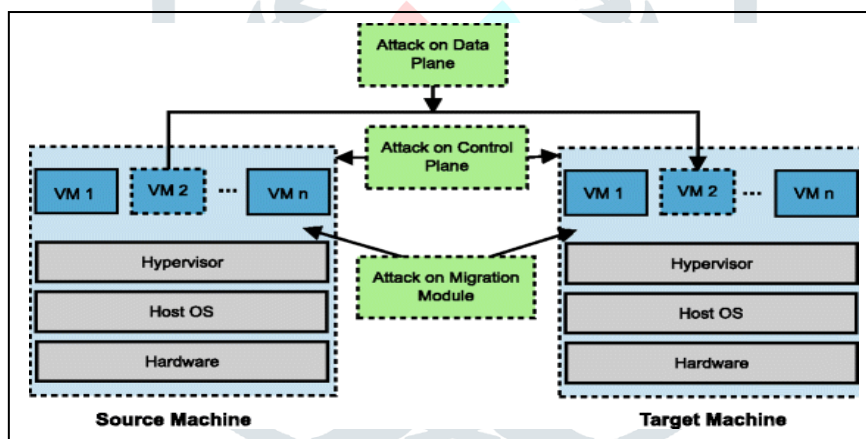 Attack on Data
Plane
Attack on Control
Plane
VM 1
VM 2
...
VM n
VM 1
VM 2
...
VM n
Attack on Migration
Module
Hypervisor
Host OS
Hardware
Hypervisor
Host OS
Hardware
Source Machine
Target Machine